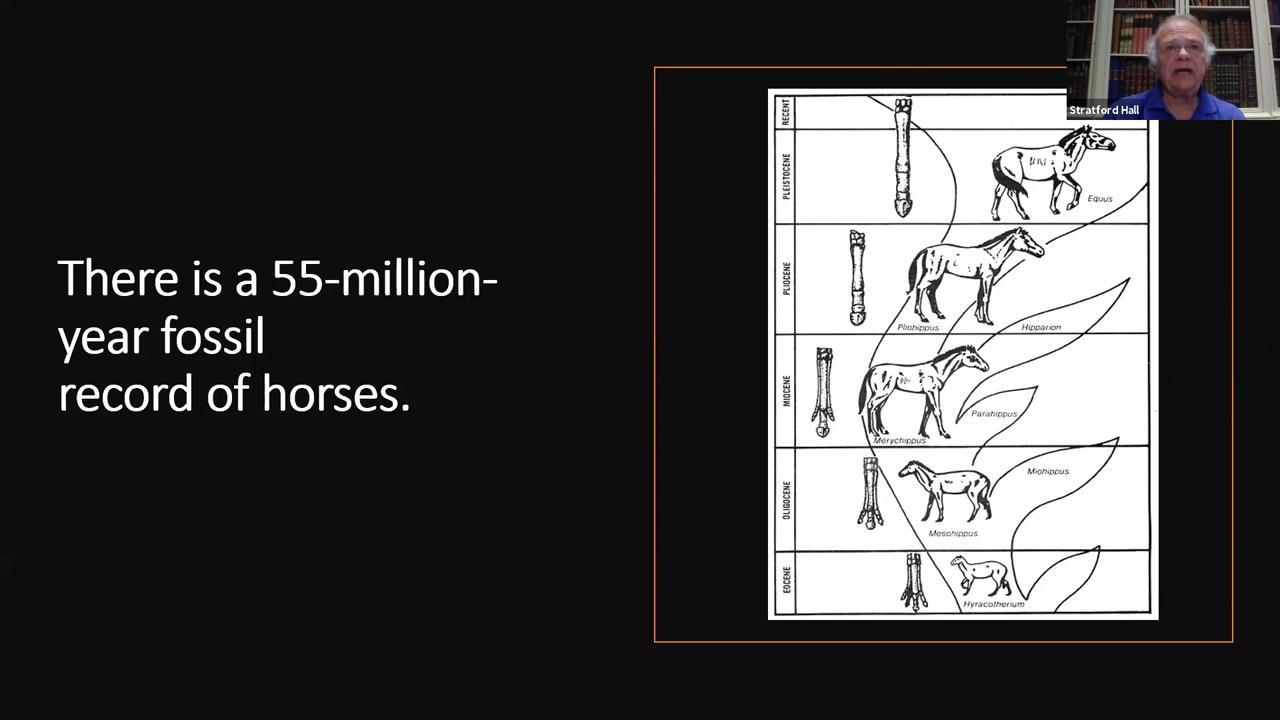 There is a 55-million-
year fossil
record of horses.
Stratford Hall
RECENT
PLEISTOCENE
Equus
PLIOCENE
Pliohippus
Hipparion
MIOCENE
Parahippus
Merychippus
OLIGOCENE
Miohippus
Mesohippus
EOCENE
Hyracotherium